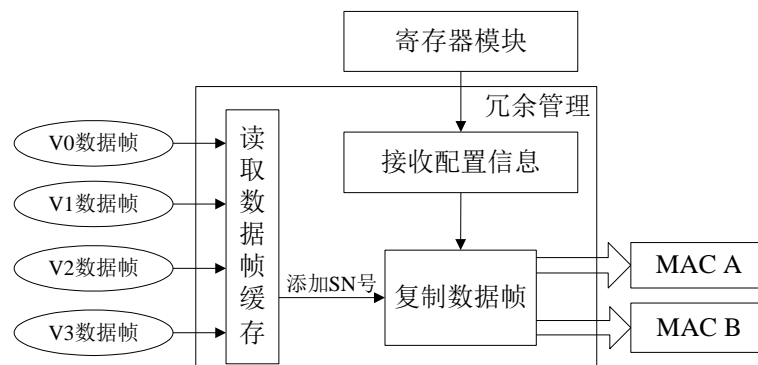 寄存器模块
冗余管理
接收配置信息
V0数据帧
V1数据帧
V2数据帧
V3数据帧
读取数据帧缓存
添加SN号
复制数据帧
MAC A
MAC B